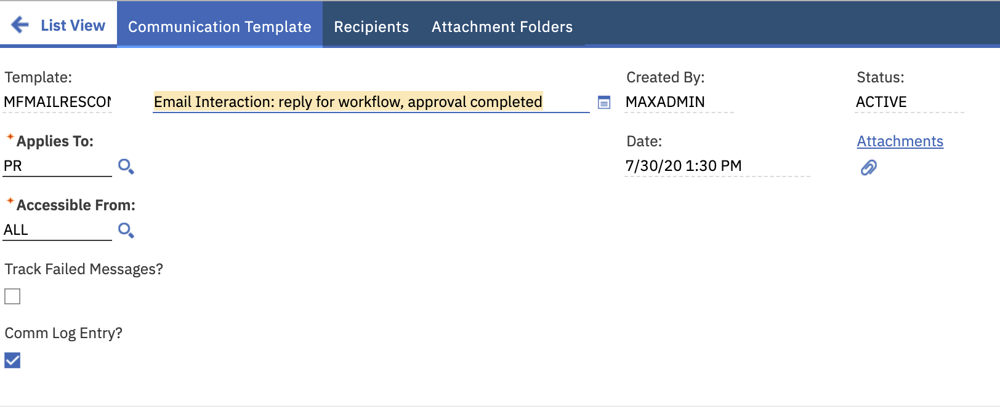 List View Communication Template Recipients Attachment Folders
Template: Created By: Status:
MFMAILRESCON Email Interaction: reply for workflow, approval completed MAXADMIN ACTIVE
Applies To: Date: Attachments
PR 7/30/20 1:30 PM
Accessible From:
ALL
Track Failed Messages?
Comm Log Entry?